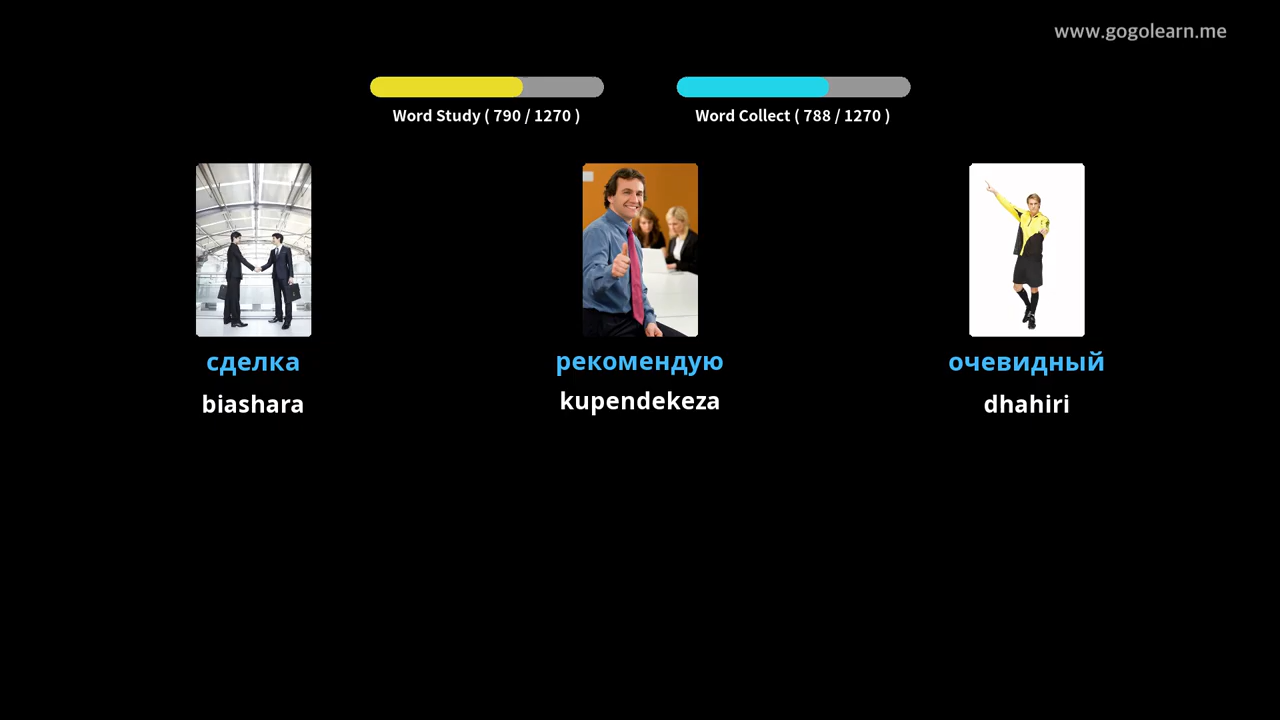 www.gogolearn.me
Word Study ( 790 / 1270 )
Word Collect ( 788 / 1270 )
сделка
рекомендую
очевидный
biashara
kupendekeza
dhahiri